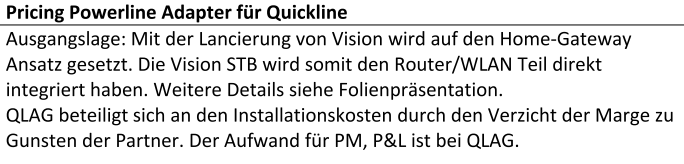 Pricing Powerline Adapter für Quickline
Ausgangslage: Mit der Lancierung von Vision wird auf den Home-Gateway
Ansatz gesetzt. Die Vision STB wird somit den Router/WLAN Teil direkt
integriert haben. Weitere Details siehe Folienpräsentation.
QLAG beteiligt sich an den Installationskosten durch den Verzicht der Marge zu
Gunsten der Partner. Der Aufwand für PM, P&L ist bei QLAG.